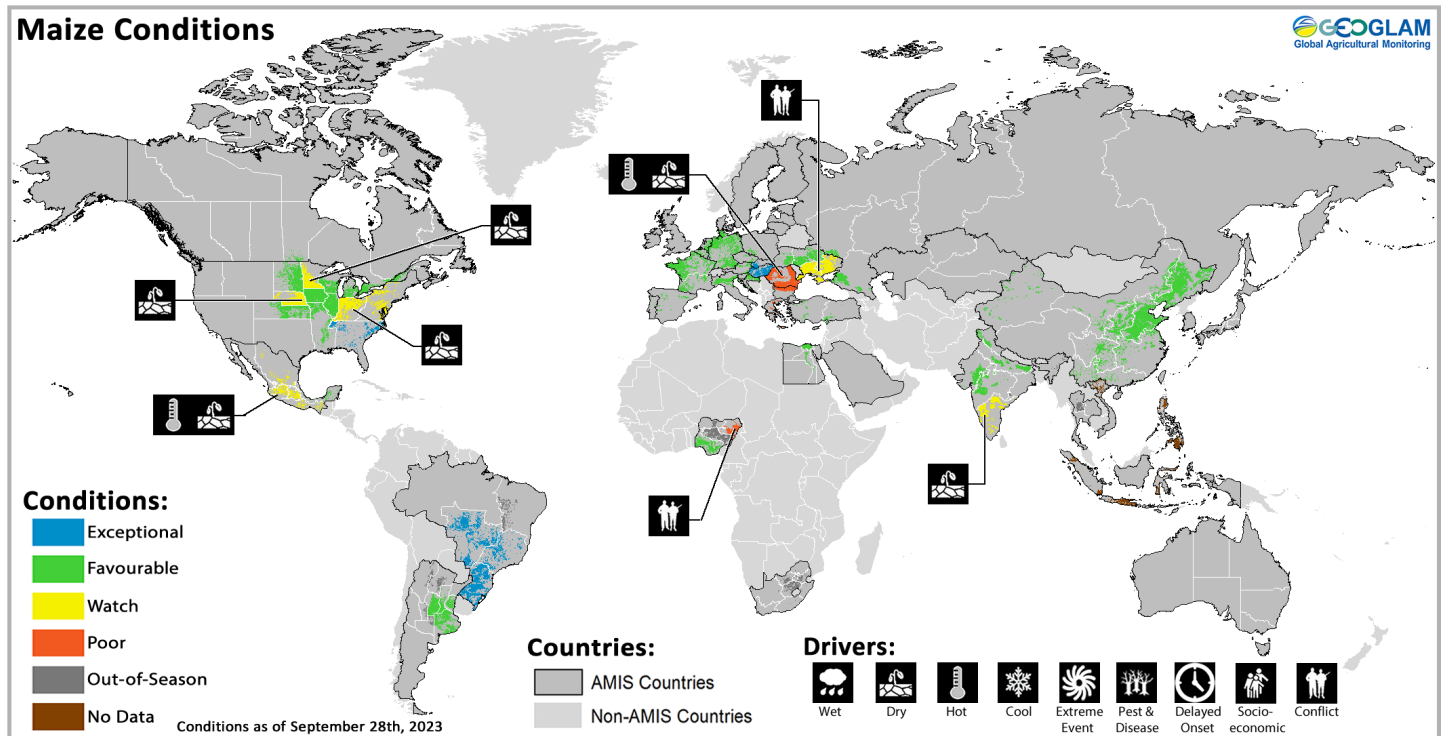 Maize Conditions
GEOGLAM
Global Agricultural Monitoring
Conditions:
Exceptional
Favourable
Watch
Poor
Out-of-Season
No Data
Conditions as of September 28th, 2023
Countries:
AMIS Countries
Non-AMIS Countries
Drivers:
Wet
Dry
Hot
Cool
Extreme
Event
Pest &
Disease
Delayed
Onset
Socio-
economic
Conflict